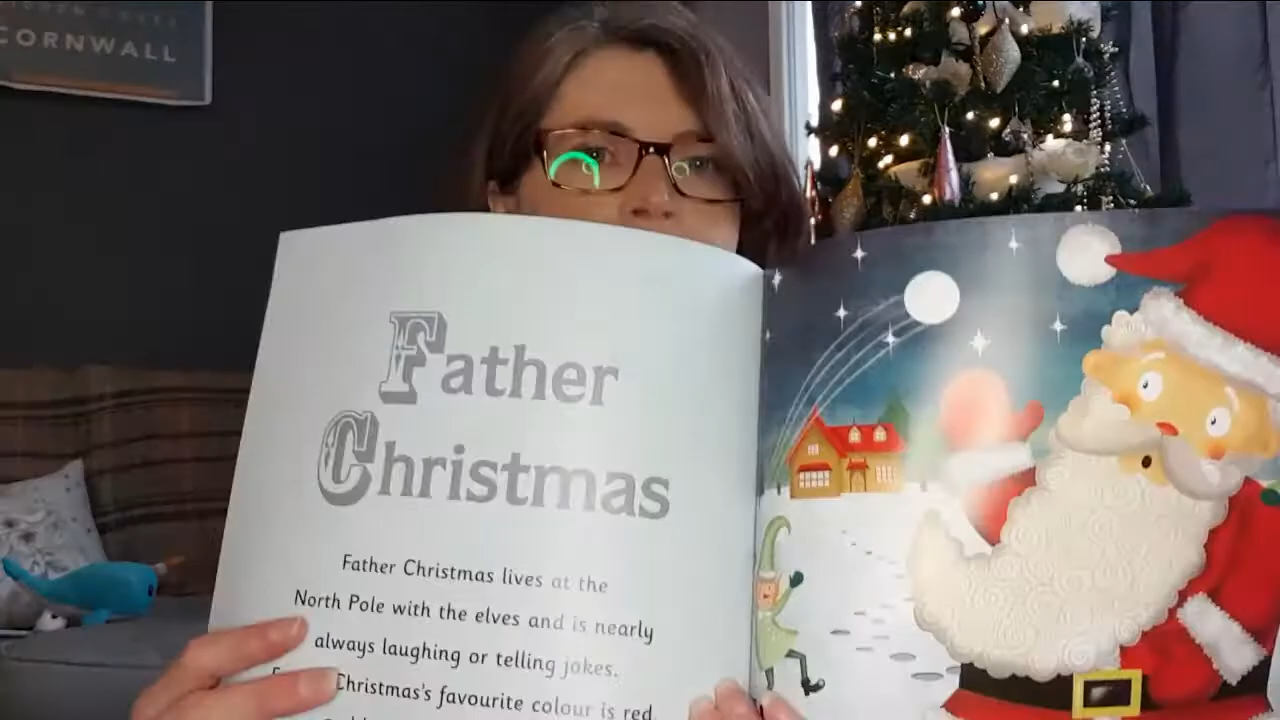 CORNWALL
Father
Christmas
Father Christmas lives at the
North Pole with the elves and is nearly
always laughing or telling jokes.
Christmas's favourite colour is red